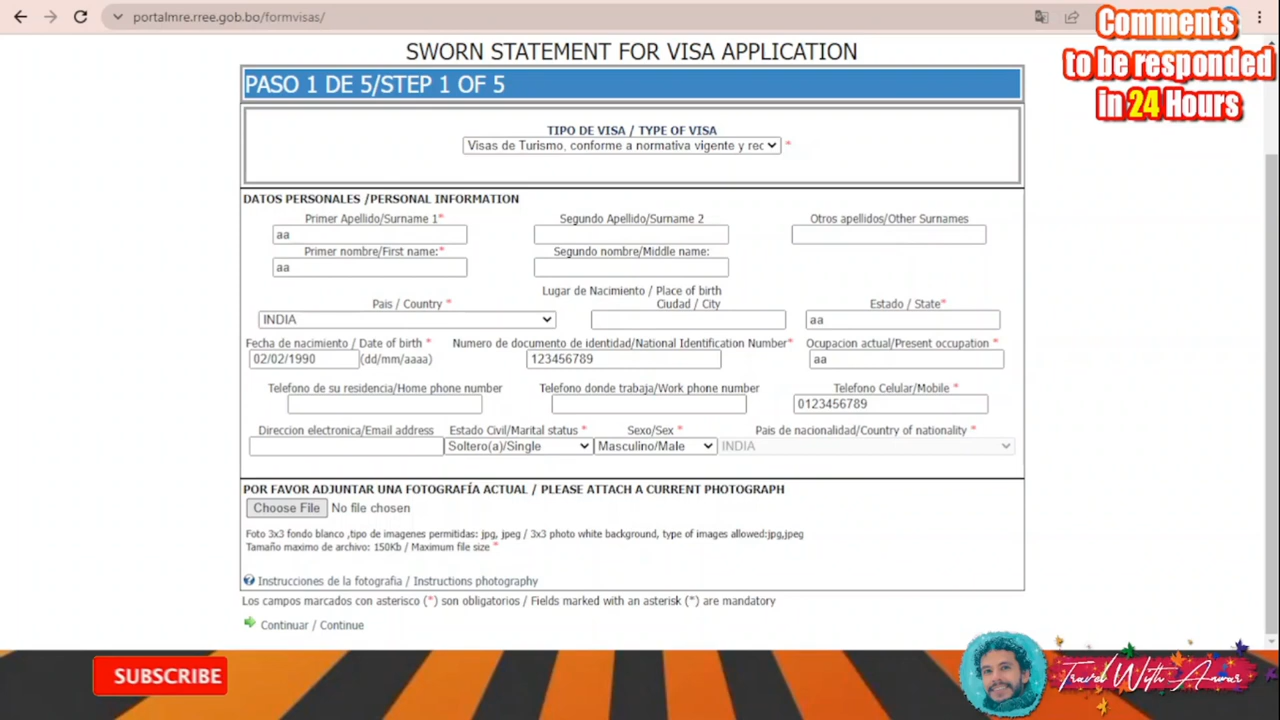 portalmre.rree.gob.bo/formvisas/
Comments
to be responded
in 24 Hours
SWORN STATEMENT FOR VISA APPLICATION
PASO 1 DE 5/STEP 1 OF 5
TIPO DE VISA / TYPE OF VISA
Visas de Turismo, conforme a normativa vigente y rec *
DATOS PERSONALES /PERSONAL INFORMATION
Primer Apellido/Surname 1* Segundo Apellido/Surname 2 Otros apellidos/Other Surnames
aa
Primer nombre/First name:* Segundo nombre/Middle name:
aa
Lugar de Nacimiento / Place of birth
Pais / Country * Ciudad / City Estado / State*
INDIA aa
Fecha de nacimiento / Date of birth * Numero de documento de identidad/National Identification Number* Ocupacion actual/Present occupation *
02/02/1990 (dd/mm/aaaa) 123456789 aa
Telefono de su residencia/Home phone number Telefono donde trabaja/Work phone number Telefono Celular/Mobile *
0123456789
Direccion electronica/Email address Estado Civil/Marital status * Sexo/Sex * Pais de nacionalidad/Country of nationality *
Soltero(a)/Single Masculino/Male INDIA
POR FAVOR ADJUNTAR UNA FOTOGRAFÍA ACTUAL / PLEASE ATTACH A CURRENT PHOTOGRAPH
Choose File No file chosen
Foto 3x3 fondo blanco ,tipo de imagenes permitidas: jpg, jpeg / 3x3 photo white background, type of images allowed:jpg,jpeg
Tamaño maximo de archivo: 150Kb / Maximum file size *
Instrucciones de la fotografia / Instructions photography
Los campos marcados con asterisco (*) son obligatorios / Fields marked with an asterisk (*) are mandatory
Continuar / Continue
SUBSCRIBE
Travel With Anwar